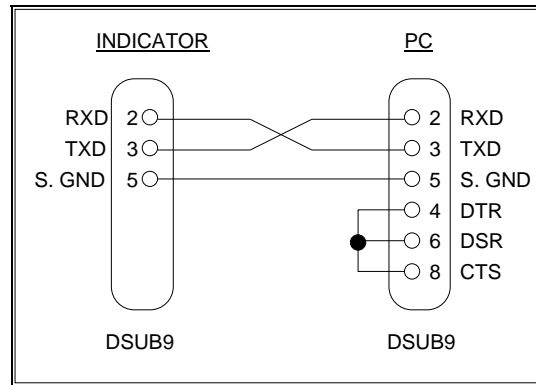 INDICATOR PC
RXD 2 2 RXD
TXD 3 3 TXD
S. GND 5 5 S. GND
4 DTR
6 DSR
8 CTS
DSUB9 DSUB9